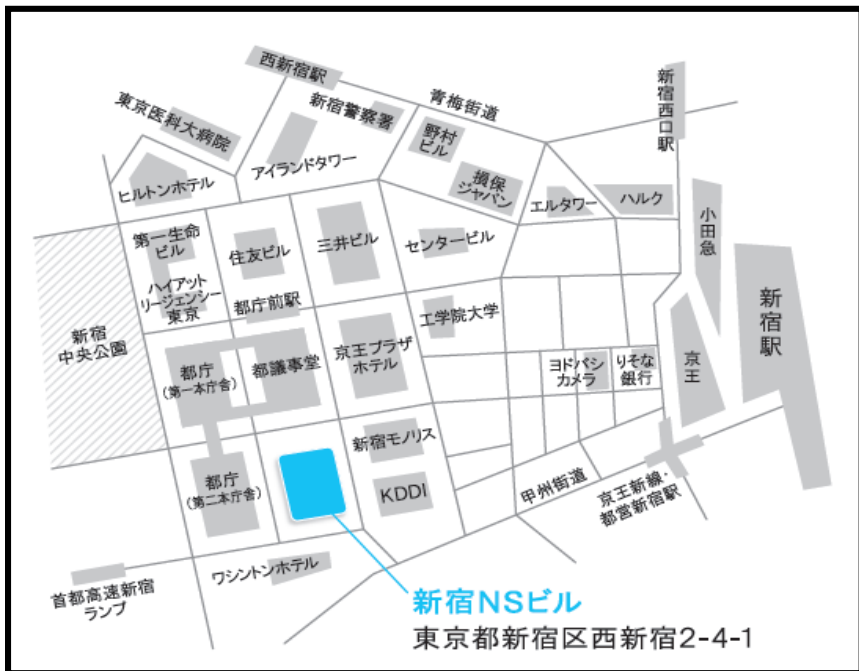 西新宿駅
青梅街道
新宿西口駅
東京医科大病院
新宿警察署
野村
ビル
アイランドタワー
損保
ジャパン
ヒルトンホテル
エルタワー
ハルク
小田急
第一生命
ビル
住友ビル
三井ビル
センタービル
ハイアット
リージェンシー
東京
都庁前駅
工学院大学
新宿駅
新宿
中央公園
都庁
(第一本庁舎)
都議事堂
京王プラザ
ホテル
ヨドバシ
カメラ
りそな
銀行
京王
新宿モノリス
都庁
(第二本庁舎)
KDDI
甲州街道
京王新線・
都営新宿駅
首都高速新宿
ランプ
ワシントンホテル
新宿NSビル
東京都新宿区西新宿2-4-1